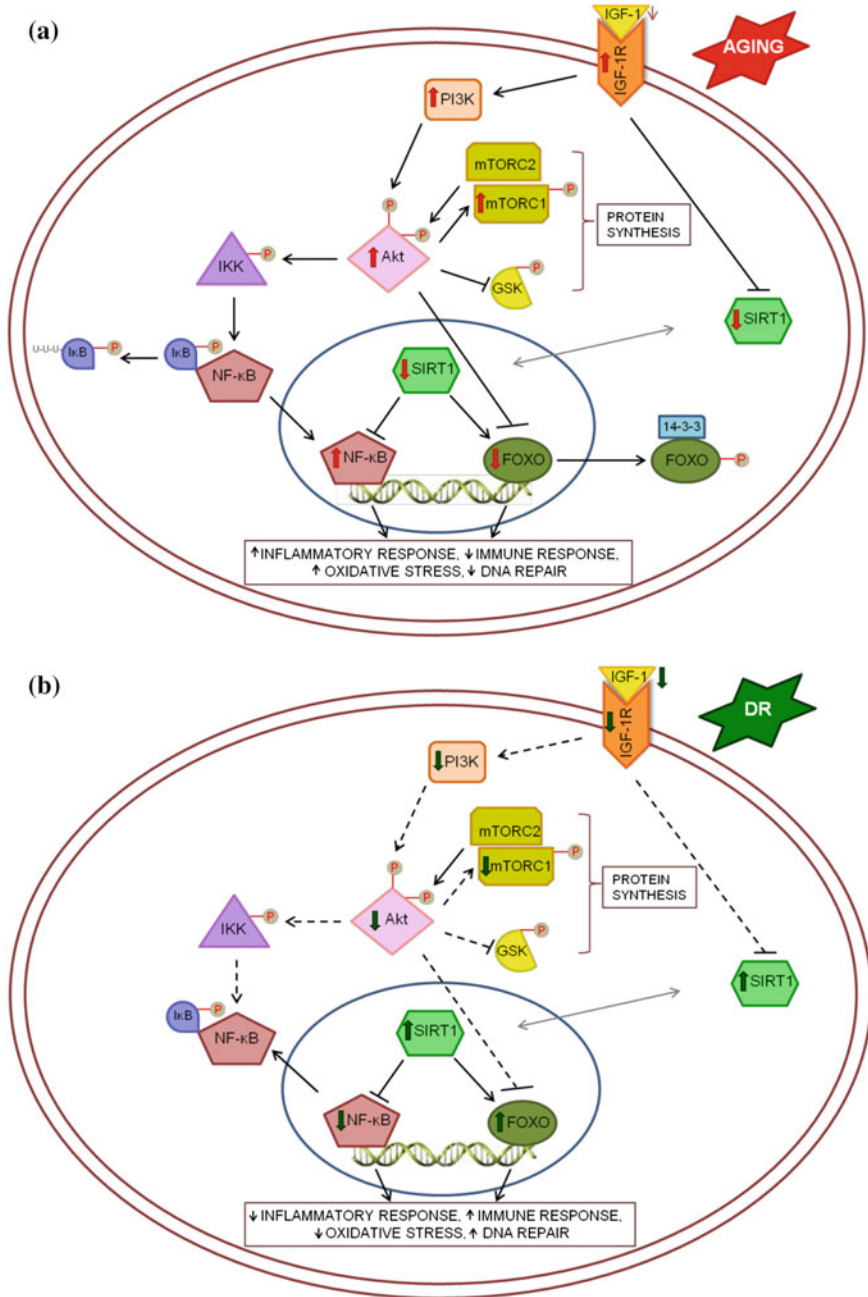 (a)
IGF-1 ↓
AGING
↑ IGF-1R
↑PI3K
mTORC2
P
↑mTORC1
P
P
PROTEIN
SYNTHESIS
↑ Akt
P
IKK
P
GSK
↓SIRT1
U-U-U-
IκB
P
IκB
P
NF-κB
↓SIRT1
14-3-3
↑NF-κB
↓FOXO
FOXO
P
↑INFLAMMATORY RESPONSE, ↓IMMUNE RESPONSE,
↑ OXIDATIVE STRESS, ↓ DNA REPAIR
(b)
IGF-1 ↓
DR
↓ IGF-1R
↓PI3K
mTORC2
P
↓mTORC1
P
P
PROTEIN
SYNTHESIS
↓ Akt
P
IKK
P
GSK
↑SIRT1
IκB
P
NF-κB
↑SIRT1
↓NF-κB
↑FOXO
↓ INFLAMMATORY RESPONSE, ↑ IMMUNE RESPONSE,
↓OXIDATIVE STRESS, ↑ DNA REPAIR